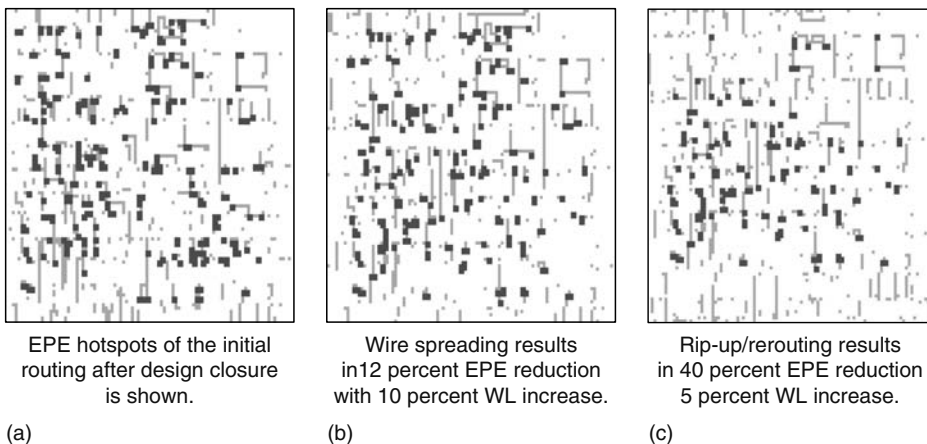 EPE hotspots of the initial
routing after design closure
is shown.
(a)
Wire spreading results
in12 percent EPE reduction
with 10 percent WL increase.
(b)
Rip-up/rerouting results
in 40 percent EPE reduction
5 percent WL increase.
(c)